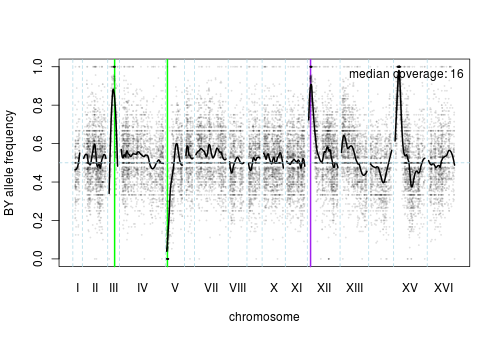 median coverage: 16
BY allele frequency
1.0
0.8
0.6
0.4
0.2
0.0
I II III IV V VII VIII X XI XII XIII XV XVI
chromosome